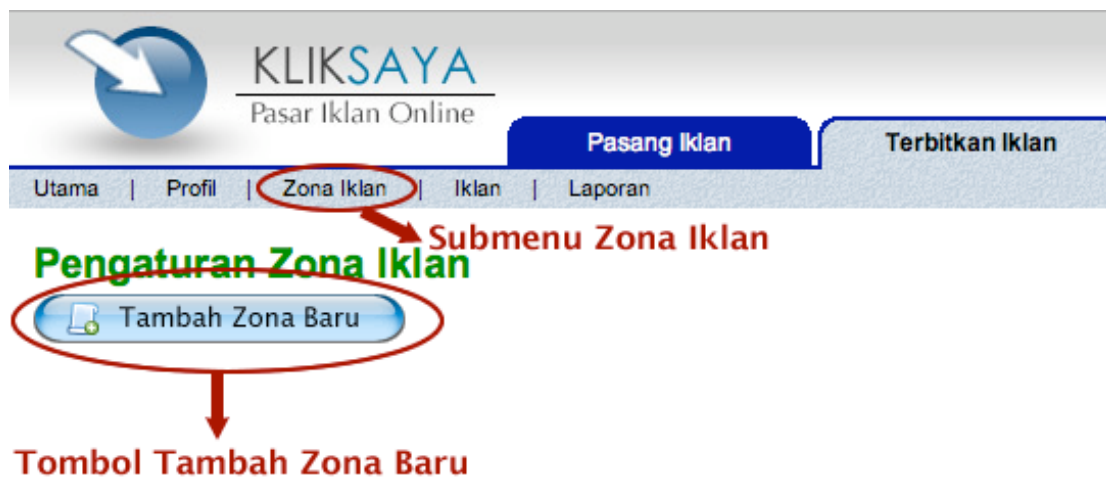 KLIKSAYA
Pasar Iklan Online
Pasang Iklan
Terbitkan Iklan
Utama | Profil | Zona Iklan | Iklan | Laporan
Submenu Zona Iklan
Pengaturan Zona Iklan
Tambah Zona Baru
Tombol Tambah Zona Baru